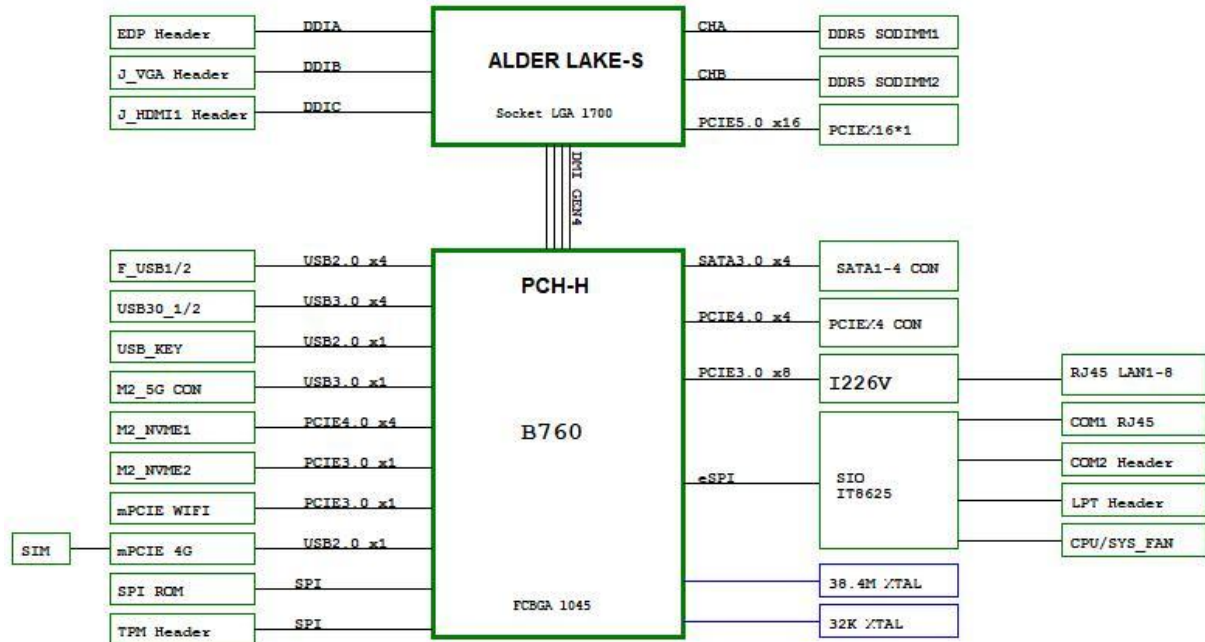 EDP Header
DDIA
J_VGA Header
DDIB
J_HDMI1 Header
DDIC
ALDER LAKE-S
Socket LGA 1700
CHA
DDR5 SODIMM1
CHB
DDR5 SODIMM2
PCIE5.0 x16
PCIE%16*1
DMI GEN4
F_USB1/2
USB2.0 x4
USB30_1/2
USB3.0 x4
USB_KEY
USB2.0 x1
M2_5G CON
USB3.0 x1
M2_NVME1
PCIE4.0 x4
M2_NVME2
PCIE3.0 x1
mPCIE WIFI
PCIE3.0 x1
SIM
mPCIE 4G
USB2.0 x1
SPI ROM
SPI
TPM Header
SPI
PCH-H
B760
FCBGA 1045
SATA3.0 x4
SATA1-4 CON
PCIE4.0 x4
PCIE%4 CON
PCIE3.0 x8
I226V
RJ45 LAN1-8
eSPI
SIO
IT8625
COM1 RJ45
COM2 Header
LPT Header
CPU/SYS_FAN
38.4M %TAL
32K %TAL